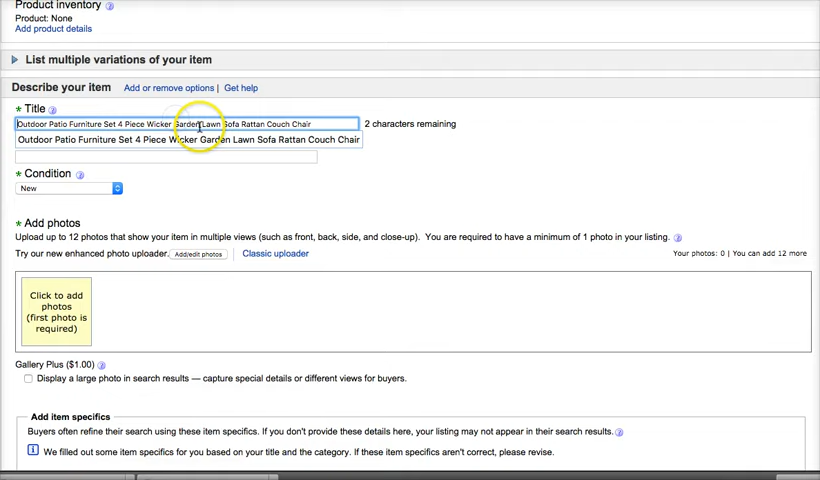 Product inventory
Product: None
Add product details
List multiple variations of your item
Describe your item Add or remove options | Get help
* Title
Outdoor Patio Furniture Set 4 Piece Wicker Garden Lawn Sofa Rattan Couch Chair 2 characters remaining
Outdoor Patio Furniture Set 4 Piece Wicker Garden Lawn Sofa Rattan Couch Chair
* Condition
New
* Add photos
Upload up to 12 photos that show your item in multiple views (such as front, back, side, and close-up). You are required to have a minimum of 1 photo in your listing.
Try our new enhanced photo uploader. Add/edit photos | Classic uploader Your photos: 0 | You can add 12 more
Click to add
photos
(first photo is
required)
Gallery Plus ($1.00)
Display a large photo in search results — capture special details or different views for buyers.
Add item specifics
Buyers often refine their search using these item specifics. If you don't provide these details here, your listing may not appear in their search results.
We filled out some item specifics for you based on your title and the category. If these item specifics aren't correct, please revise.